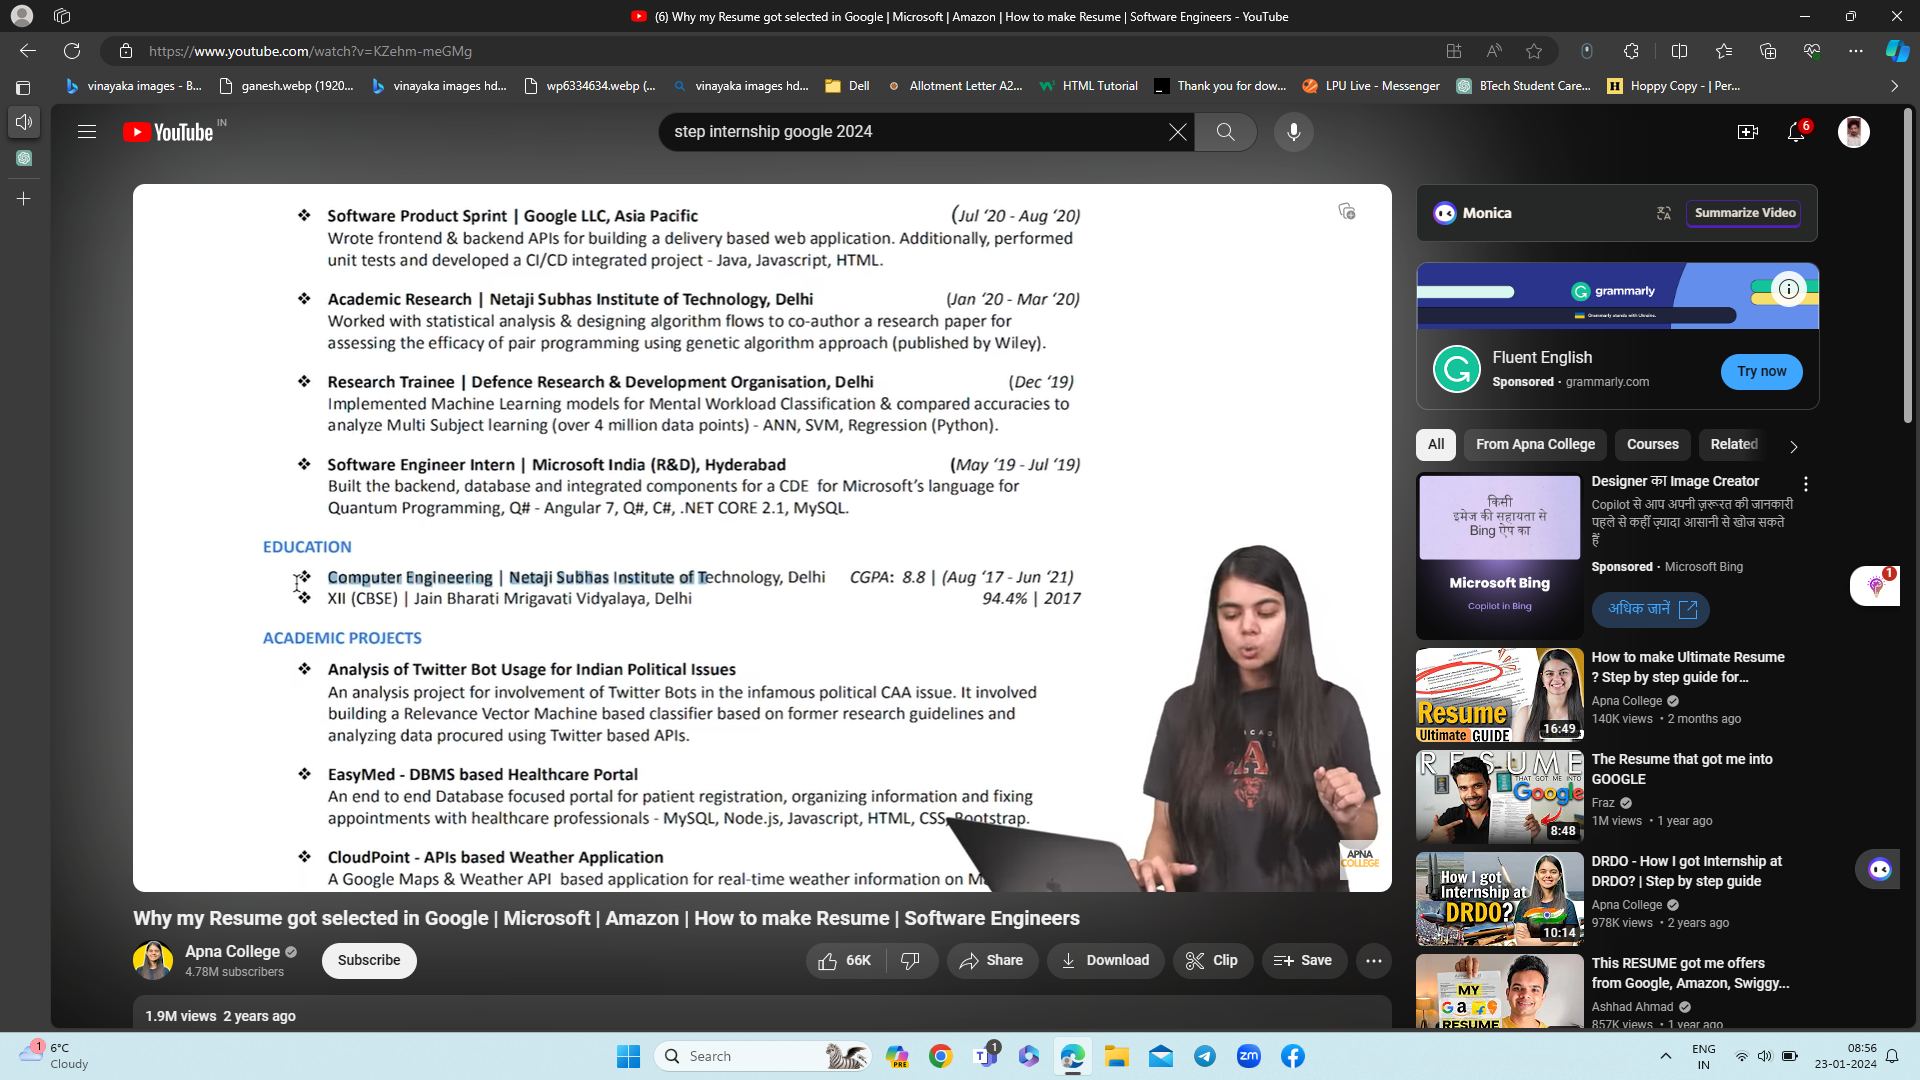 (6) Why my Resume got selected in Google | Microsoft | Amazon | How to make Resume | Software Engineers - YouTube
https://www.youtube.com/watch?v=KZehm-meGMg
vinayaka images - B...
ganesh.webp (1920...
vinayaka images hd...
wp6334634.webp (...
vinayaka images hd...
Dell
Allotment Letter A2...
HTML Tutorial
Thank you for dow...
LPU Live - Messenger
BTech Student Care...
Hoppy Copy - | Per...
YouTube IN
step internship google 2024
6
Software Product Sprint | Google LLC, Asia Pacific (Jul '20 - Aug '20)
Wrote frontend & backend APIs for building a delivery based web application. Additionally, performed
unit tests and developed a CI/CD integrated project - Java, Javascript, HTML.
Academic Research | Netaji Subhas Institute of Technology, Delhi (Jan '20 - Mar '20)
Worked with statistical analysis & designing algorithm flows to co-author a research paper for
assessing the efficacy of pair programming using genetic algorithm approach (published by Wiley).
Research Trainee | Defence Research & Development Organisation, Delhi (Dec '19)
Implemented Machine Learning models for Mental Workload Classification & compared accuracies to
analyze Multi Subject learning (over 4 million data points) - ANN, SVM, Regression (Python).
Software Engineer Intern | Microsoft India (R&D), Hyderabad (May '19 - Jul '19)
Built the backend, database and integrated components for a CDE for Microsoft's language for
Quantum Programming, Q# - Angular 7, Q#, C#, .NET CORE 2.1, MySQL.
EDUCATION
Computer Engineering | Netaji Subhas Institute of Technology, Delhi CGPA: 8.8 | (Aug '17 - Jun '21)
XII (CBSE) | Jain Bharati Mrigavati Vidyalaya, Delhi 94.4% | 2017
ACADEMIC PROJECTS
Analysis of Twitter Bot Usage for Indian Political Issues
An analysis project for involvement of Twitter Bots in the infamous political CAA issue. It involved
building a Relevance Vector Machine based classifier based on former research guidelines and
analyzing data procured using Twitter based APIs.
EasyMed - DBMS based Healthcare Portal
An end to end Database focused portal for patient registration, organizing information and fixing
appointments with healthcare professionals - MySQL, Node.js, Javascript, HTML, CSS, Bootstrap.
CloudPoint - APIs based Weather Application
A Google Maps & Weather API based application for real-time weather information on
APNA
COLLEGE
Why my Resume got selected in Google | Microsoft | Amazon | How to make Resume | Software Engineers
Apna College
4.78M subscribers
Subscribe
66K
Share
Download
Clip
Save
1.9M views 2 years ago
Monica
Summarize Video
grammarly
Grammarly stands with Ukraine.
Fluent English
Sponsored · grammarly.com
Try now
All
From Apna College
Courses
Related
किसी
इमेज की सहायता से
Bing ऐप का
Microsoft Bing
Copilot in Bing
Designer का Image Creator
Copilot से आप अपनी ज़रूरत की जानकारी
पहले से कहीं ज़्यादा आसानी से खोज सकते
हैं
Sponsored · Microsoft Bing
अधिक जानें
1
Resume
Ultimate GUIDE
16:49
How to make Ultimate Resume
? Step by step guide for...
Apna College
140K views • 2 months ago
RESUME
THAT GOT ME INTO
Google
8:48
The Resume that got me into
GOOGLE
Fraz
1M views • 1 year ago
How I got
Internship at
DRDO?
10:14
DRDO - How I got Internship at
DRDO? | Step by step guide
Apna College
978K views • 2 years ago
MY
RESUME
This RESUME got me offers
from Google, Amazon, Swiggy...
Ashhad Ahmad
857K views • 1 year ago
1
6°C
Cloudy
Search
PRE
1
zm
ENG
IN
08:56
23-01-2024